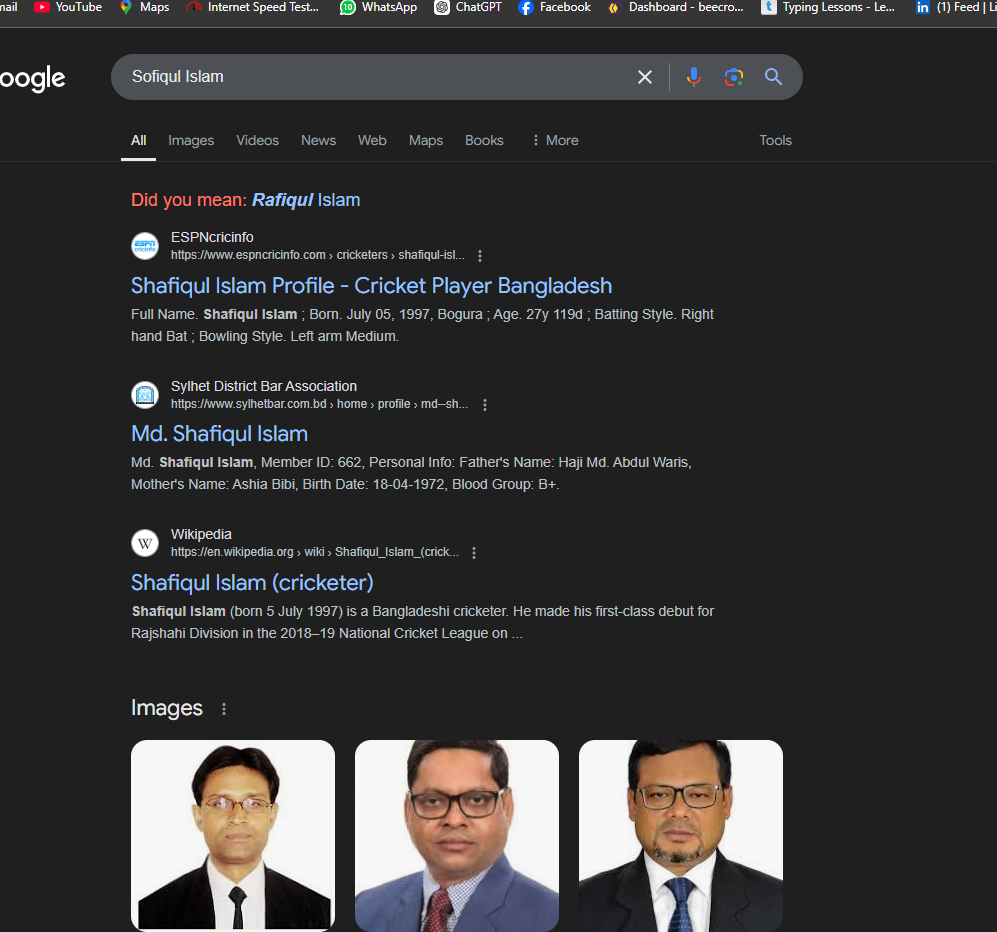 mail YouTube Maps Internet Speed Test... WhatsApp ChatGPT Facebook Dashboard - beecro... Typing Lessons - Le... (1) Feed | Li
oogle
Sofiqul Islam
All Images Videos News Web Maps Books More Tools
Did you mean: Rafiqul Islam
ESPNcricinfo
https://www.espncricinfo.com › cricketers › shafiqul-isl...
Shafiqul Islam Profile - Cricket Player Bangladesh
Full Name. Shafiqul Islam ; Born. July 05, 1997, Bogura ; Age. 27y 119d ; Batting Style. Right
hand Bat ; Bowling Style. Left arm Medium.
Sylhet District Bar Association
https://www.sylhetbar.com.bd › home › profile › md--sh...
Md. Shafiqul Islam
Md. Shafiqul Islam, Member ID: 662, Personal Info: Father's Name: Haji Md. Abdul Waris,
Mother's Name: Ashia Bibi, Birth Date: 18-04-1972, Blood Group: B+.
W
Wikipedia
https://en.wikipedia.org › wiki › Shafiqul_Islam_(crick...
Shafiqul Islam (cricketer)
Shafiqul Islam (born 5 July 1997) is a Bangladeshi cricketer. He made his first-class debut for
Rajshahi Division in the 2018–19 National Cricket League on ...
Images